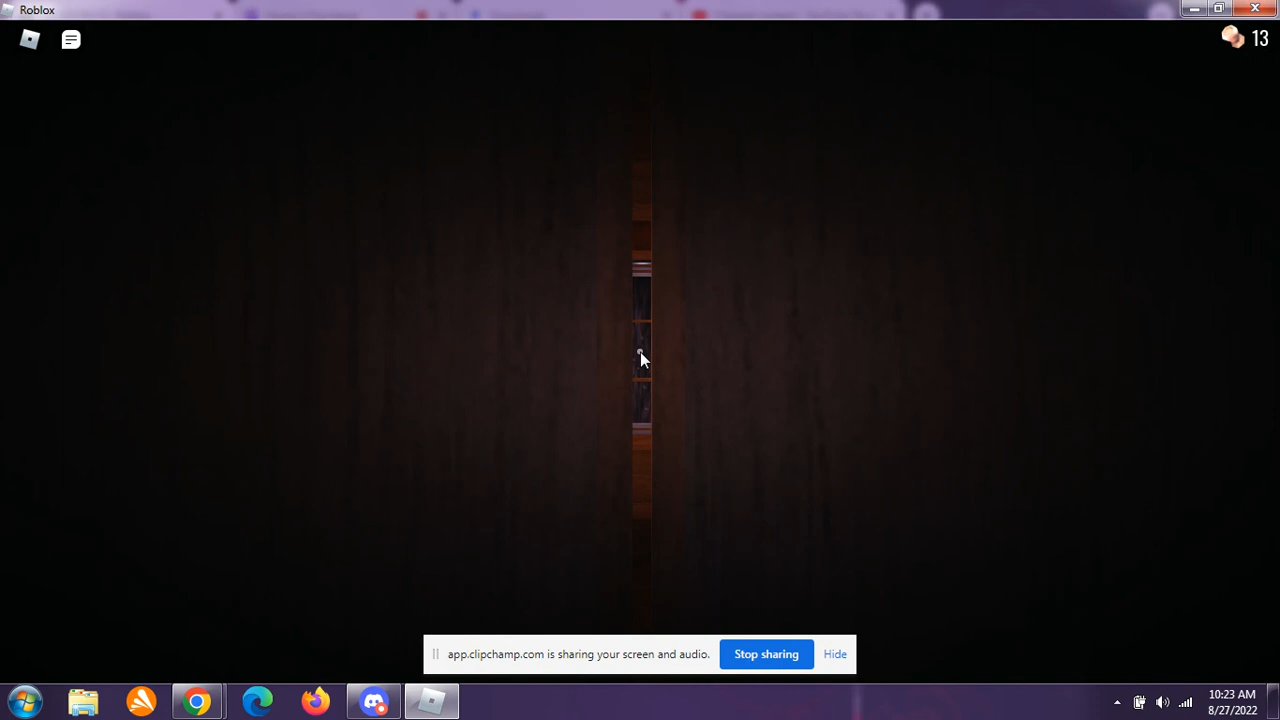 Roblox
13
app.clipchamp.com is sharing your screen and audio.
Stop sharing
Hide
10:23 AM
8/27/2022